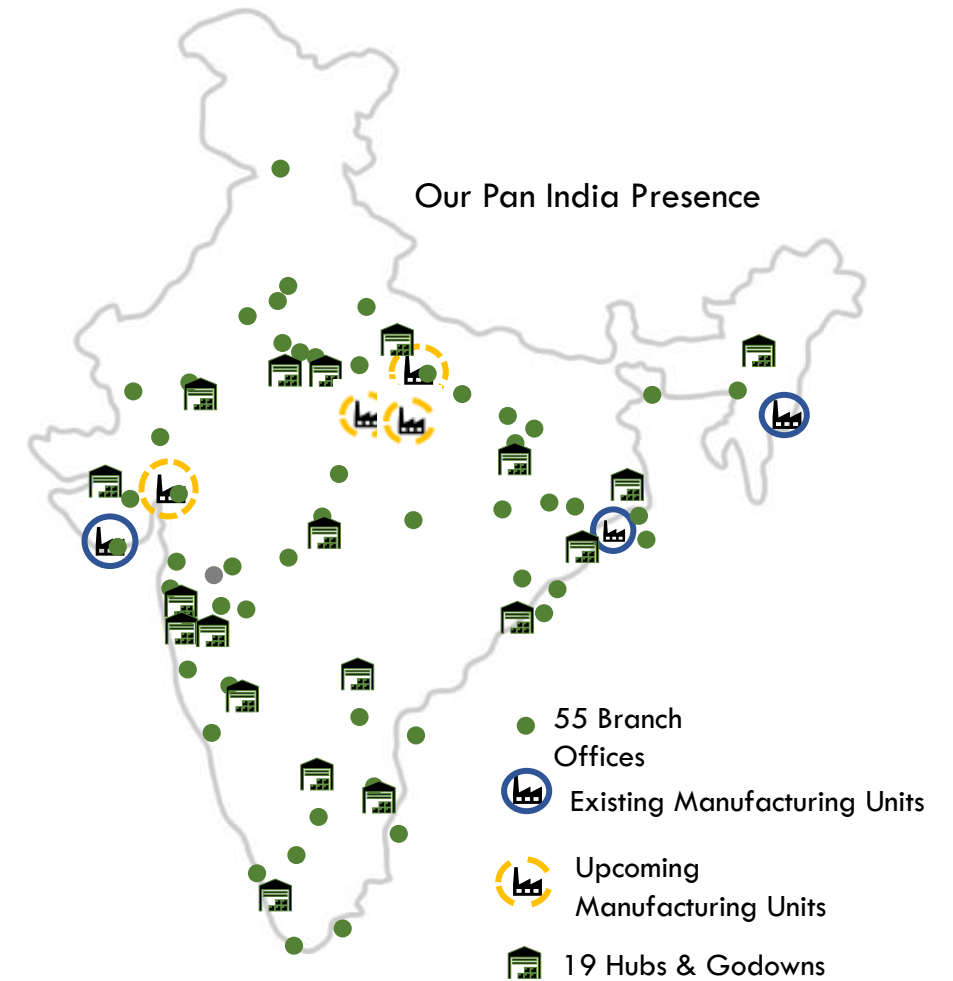 Our Pan India Presence
55 Branch
Offices
Existing Manufacturing Units
Upcoming
Manufacturing Units
19 Hubs & Godowns